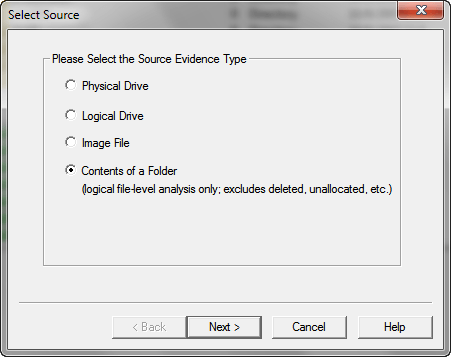 Select Source
Please Select the Source Evidence Type
Physical Drive
Logical Drive
Image File
Contents of a Folder
(logical file-level analysis only; excludes deleted, unallocated, etc.)
< Back
Next >
Cancel
Help